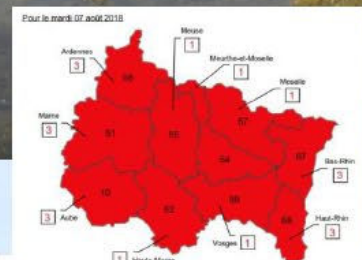 Pour le mardi 07 août 2018
Meuse
1
Ardennes
3
Meurthe-et-Moselle
1
Moselle
1
08
57
Marne
3
51
55
54
67
Bas-Rhin
3
10
88
3
Aube
52
68
Haut-Rhin
3
Vosges
1
1
Haute-Marne